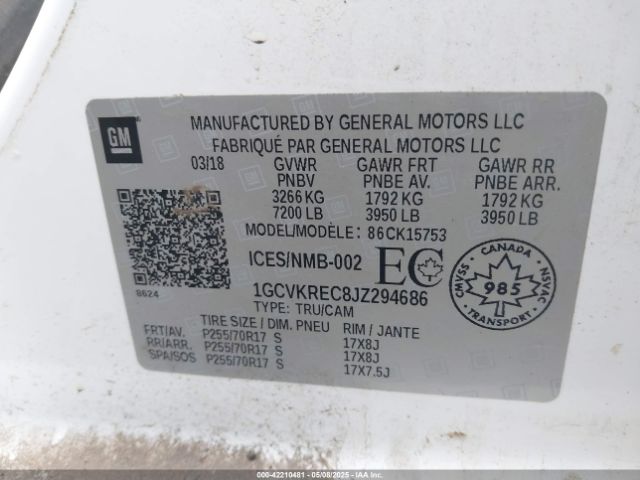 GM
MANUFACTURED BY GENERAL MOTORS LLC
FABRIQUÉ PAR GENERAL MOTORS LLC
03/18 GVWR GAWR FRT GAWR RR
PNBV PNBE AV. PNBE ARR.
3266 KG 1792 KG 1792 KG
7200 LB 3950 LB 3950 LB
MODEL/MODÈLE: 86CK15753
ICES/NMB-002 EC
CANADA
CMVSS 985 NSVAC
TRANSPORT
8624
1GCVKREC8JZ294686
TYPE: TRU/CAM
TIRE SIZE / DIM. PNEU RIM / JANTE
FRT/AV. P255/70R17 S 17X8J
RR/ARR. P255/70R17 S 17X8J
SPA/SOS P255/70R17 S 17X7.5J
000-42210481 - 05/08/2025 - IAAI.COM